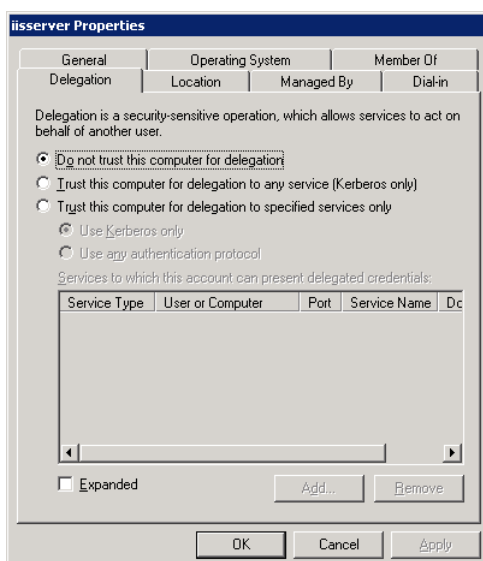 iisserver Properties
General Operating System Member Of
Delegation Location Managed By Dial-in
Delegation is a security-sensitive operation, which allows services to act on
behalf of another user.
Do not trust this computer for delegation
Trust this computer for delegation to any service (Kerberos only)
Trust this computer for delegation to specified services only
Use Kerberos only
Use any authentication protocol
Services to which this account can present delegated credentials:
Service Type User or Computer Port Service Name Dc
Expanded Add... Remove
OK Cancel Apply